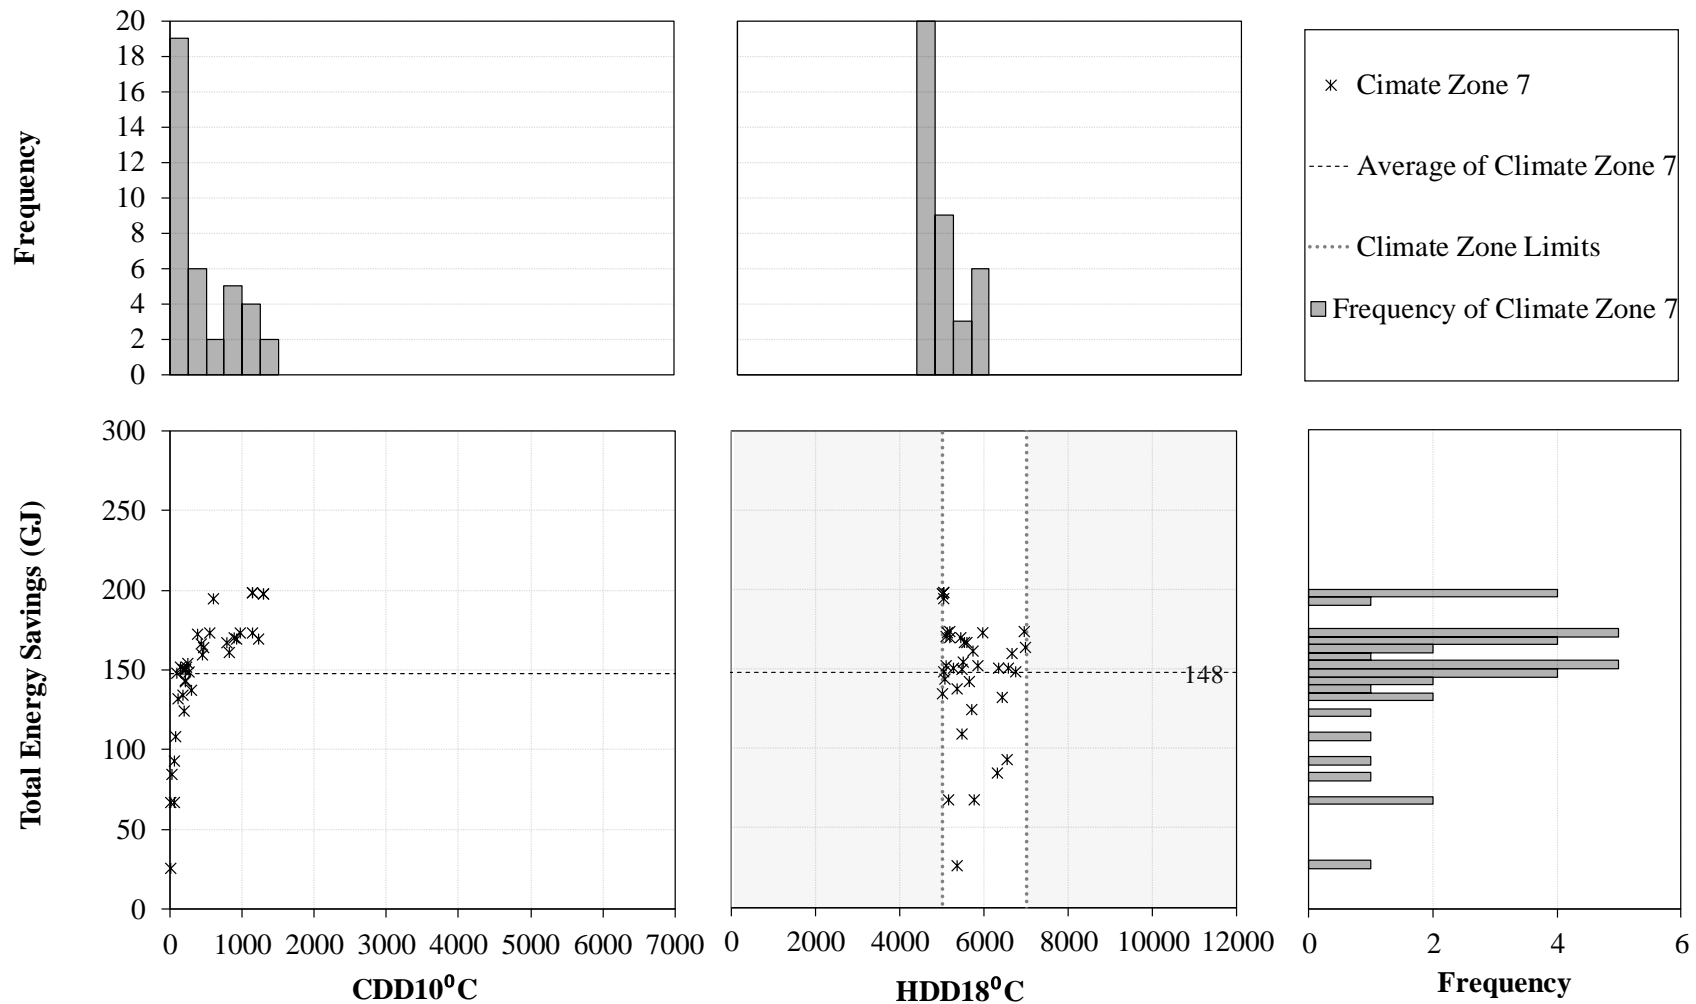 20
18
16
14
12
10
8
6
4
2
0
Frequency
Cimate Zone 7
Average of Climate Zone 7
Climate Zone Limits
Frequency of Climate Zone 7
300
250
200
150
100
50
0
Total Energy Savings (GJ)
0 1000 2000 3000 4000 5000 6000 7000
CDD10⁰C
148
0 2000 4000 6000 8000 10000 12000
HDD18⁰C
0 2 4 6
Frequency